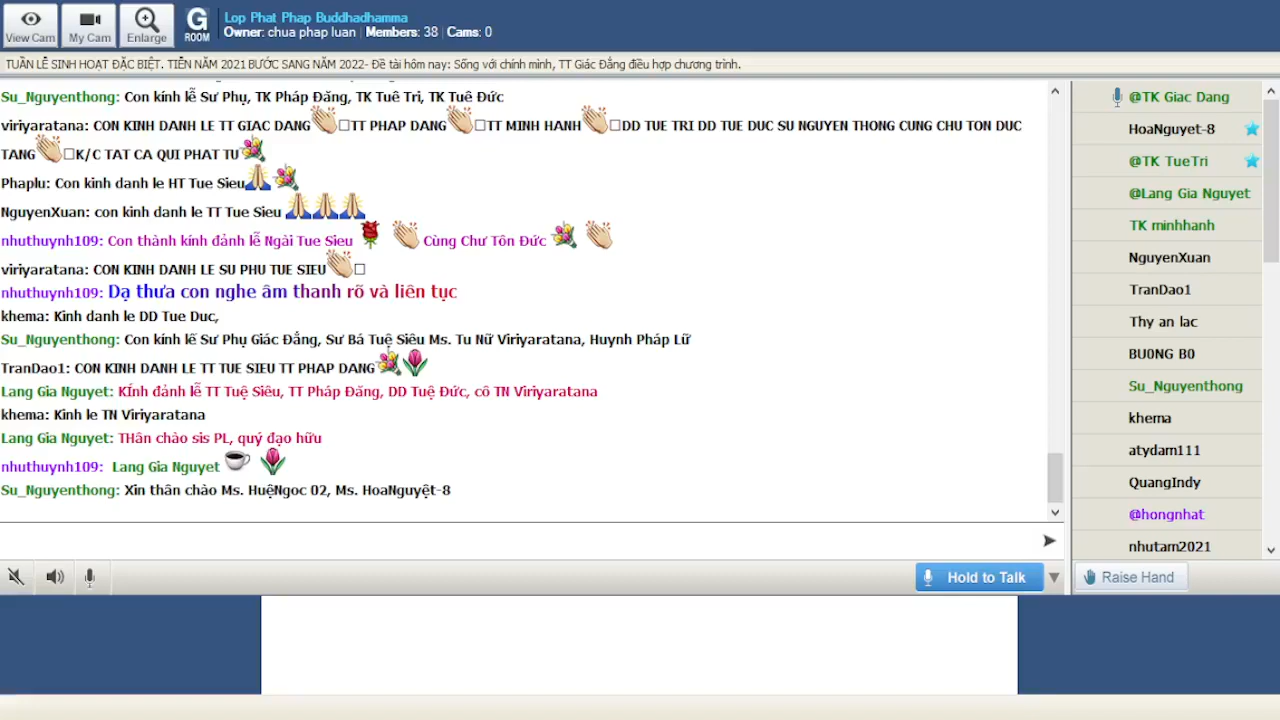 View Cam
My Cam
Enlarge
G
ROOM
Lop Phat Phap Buddhadhamma
Owner: chua phap luan | Members: 38 | Cams: 0
TUẦN LỄ SINH HOẠT ĐẶC BIỆT. TIỄN NĂM 2021 BƯỚC SANG NĂM 2022- Đề tài hôm nay: Sống với chính mình, TT Giác Đẳng điều hợp chương trình.
Su_Nguyenthong: Con kính lễ Sư Phụ, TK Pháp Đăng, TK Tuê Tri, TK Tuê Đức
viriyaratana: CON KINH DANH LE TT GIAC DANG TT PHAP DANG TT MINH HANH DD TUE TRI DD TUE DUC SU NGUYEN THONG CUNG CHU TON DUC
TANG K/C TAT CA QUI PHAT TU
Phaplu: Con kinh danh le HT Tue Sieu
NguyenXuan: con kinh danh le TT Tue Sieu
nhuthuynh109: Con thành kính đảnh lễ Ngài Tue Sieu Cùng Chư Tôn Đức
viriyaratana: CON KINH DANH LE SU PHU TUE SIEU
nhuthuynh109: Dạ thưa con nghe âm thanh rõ và liên tục
khema: Kinh danh le DD Tue Duc,
Su_Nguyenthong: Con kính lễ Sư Phụ Giác Đẳng, Sư Bá Tuệ Siêu Ms. Tu Nữ Viriyaratana, Huynh Pháp Lữ
TranDao1: CON KINH DANH LE TT TUE SIEU TT PHAP DANG
Lang Gia Nguyet: KÍnh đảnh lễ TT Tuệ Siêu, TT Pháp Đăng, DD Tuệ Đức, cô TN Viriyaratana
khema: Kinh le TN Viriyaratana
Lang Gia Nguyet: THân chào sis PL, quý đạo hữu
nhuthuynh109: Lang Gia Nguyet
Su_Nguyenthong: Xin thân chào Ms. HuệNgoc 02, Ms. HoaNguyệt-8
Hold to Talk
@TK Giac Dang
HoaNguyet-8
@TK TueTri
@Lang Gia Nguyet
TK minhhanh
NguyenXuan
TranDao1
Thy an lac
BU0NG B0
Su_Nguyenthong
khema
atydam111
QuangIndy
@hongnhat
nhutam2021
Raise Hand